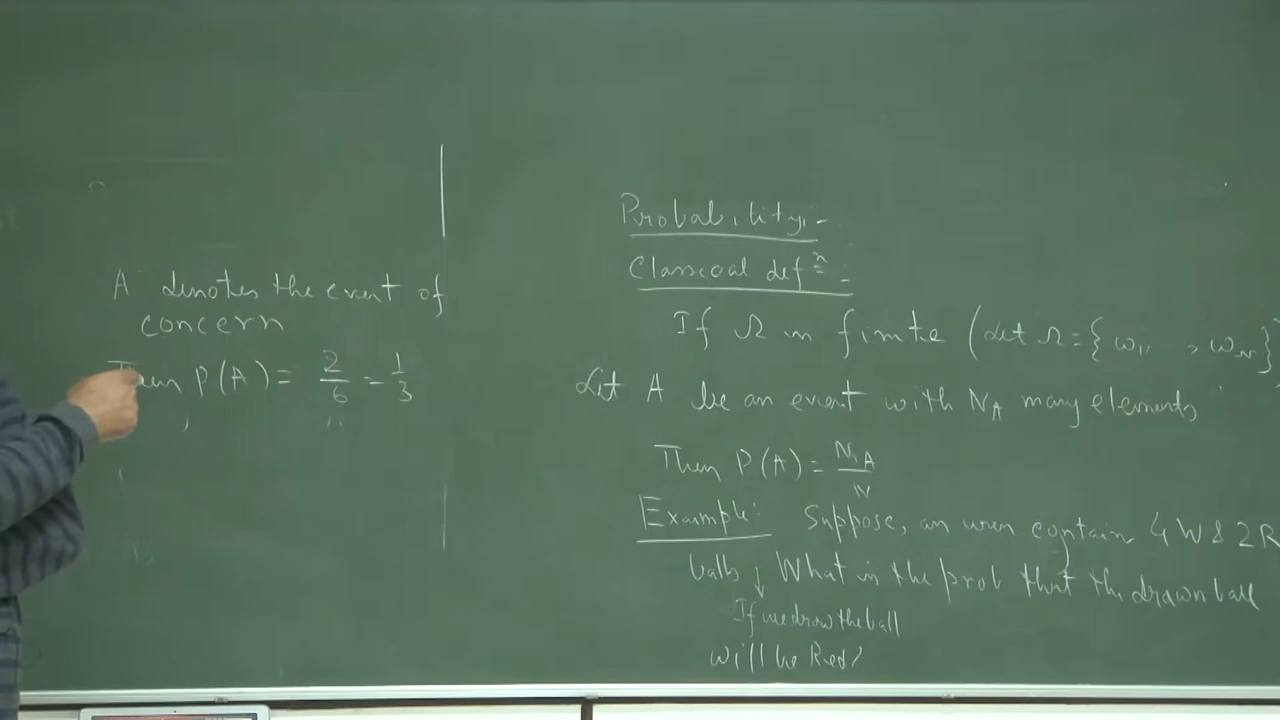 A denotes the event of
concern
Then P(A) = 2/6 = 1/3
Probability:-
Classical defⁿ -
If Ω is finite (Let Ω = {ω₁, , ω_N}
Let A be an event with N_A many elements
Then P(A) = N_A/N
Example: Suppose, an urn contain 4W & 2R
balls ↓ What is the prob that the drawn ball
If we draw the ball
will be Red?